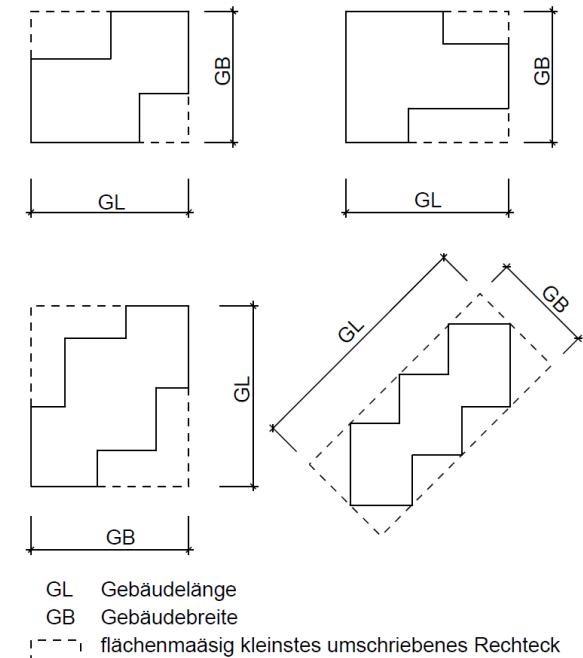 GB
GB
GL
GL
GL
GB
GL
GB
GL Gebäudelänge
GB Gebäudebreite
flächenmaäsig kleinstes umschriebenes Rechteck